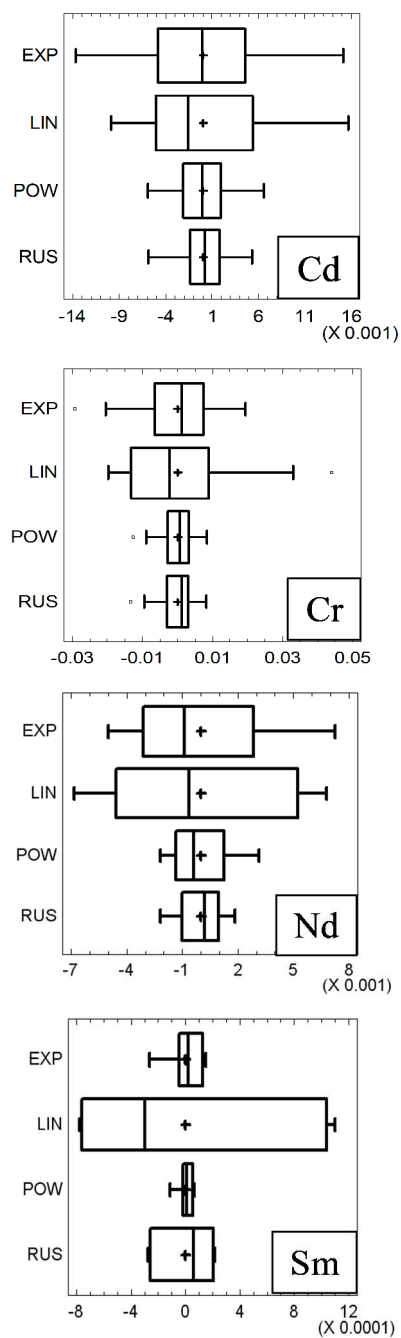 EXP
LIN
POW
RUS
Cd
-14 -9 -4 1 6 11 16
(X 0.001)
EXP
LIN
POW
RUS
Cr
-0.03 -0.01 0.01 0.03 0.05
EXP
LIN
POW
RUS
Nd
-7 -4 -1 2 5 8
(X 0.001)
EXP
LIN
POW
RUS
Sm
-8 -4 0 4 8 12
(X 0.0001)